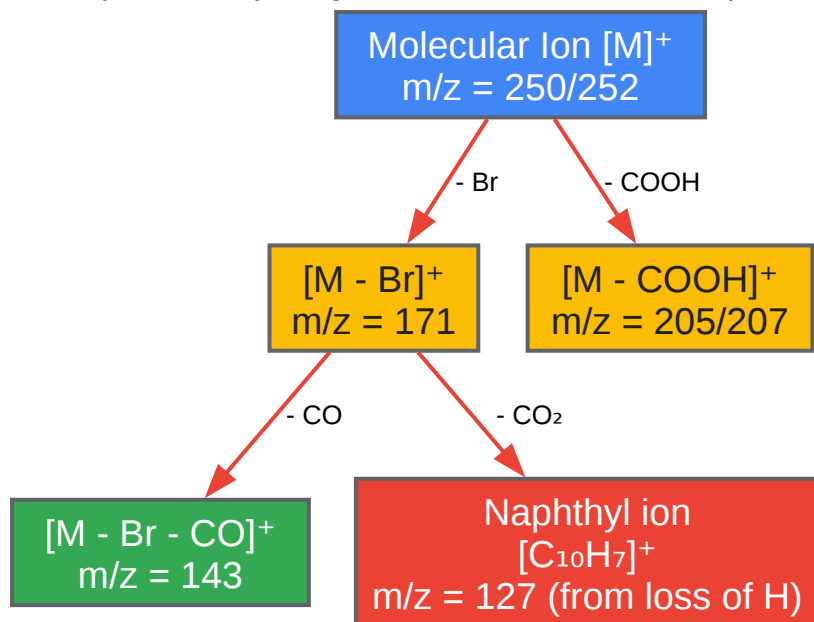 Molecular Ion [M]⁺
m/z = 250/252
- Br
- COOH
[M - Br]⁺
m/z = 171
[M - COOH]⁺
m/z = 205/207
- CO
- CO₂
[M - Br - CO]⁺
m/z = 143
Naphthyl ion
[C₁₀H₇]⁺
m/z = 127 (from loss of H)